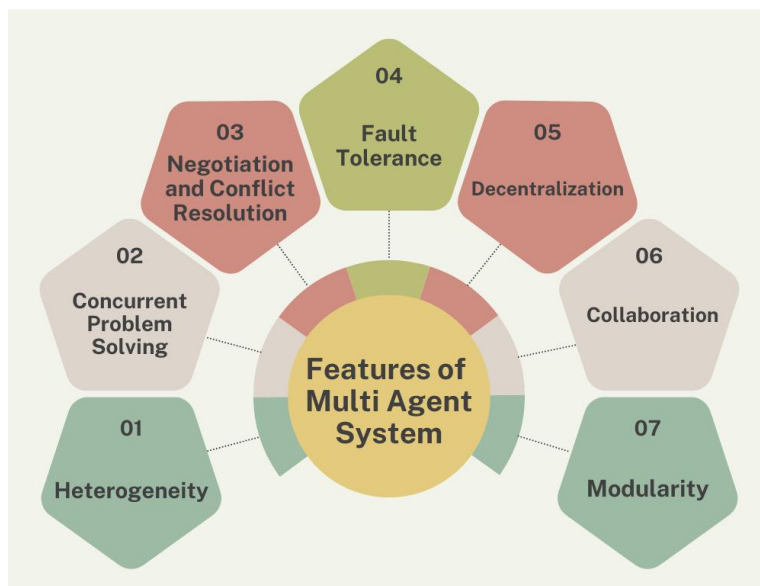 01
Heterogeneity
02
Concurrent
Problem
Solving
03
Negotiation
and Conflict
Resolution
04
Fault
Tolerance
05
Decentralization
06
Collaboration
07
Modularity
Features of
Multi Agent
System